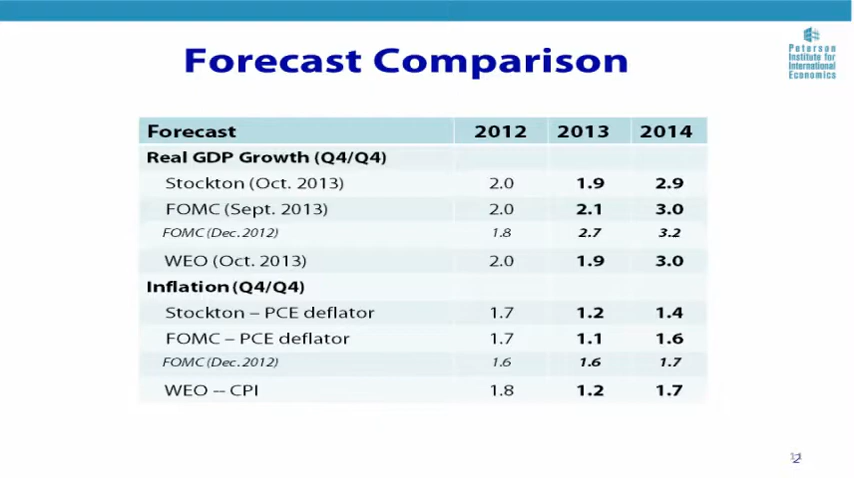 Forecast Comparison
Peterson
Institute for
International
Economics
Forecast 2012 2013 2014
Real GDP Growth (Q4/Q4)
Stockton (Oct. 2013) 2.0 1.9 2.9
FOMC (Sept. 2013) 2.0 2.1 3.0
FOMC (Dec. 2012) 1.8 2.7 3.2
WEO (Oct. 2013) 2.0 1.9 3.0
Inflation (Q4/Q4)
Stockton – PCE deflator 1.7 1.2 1.4
FOMC – PCE deflator 1.7 1.1 1.6
FOMC (Dec. 2012) 1.6 1.6 1.7
WEO -- CPI 1.8 1.2 1.7